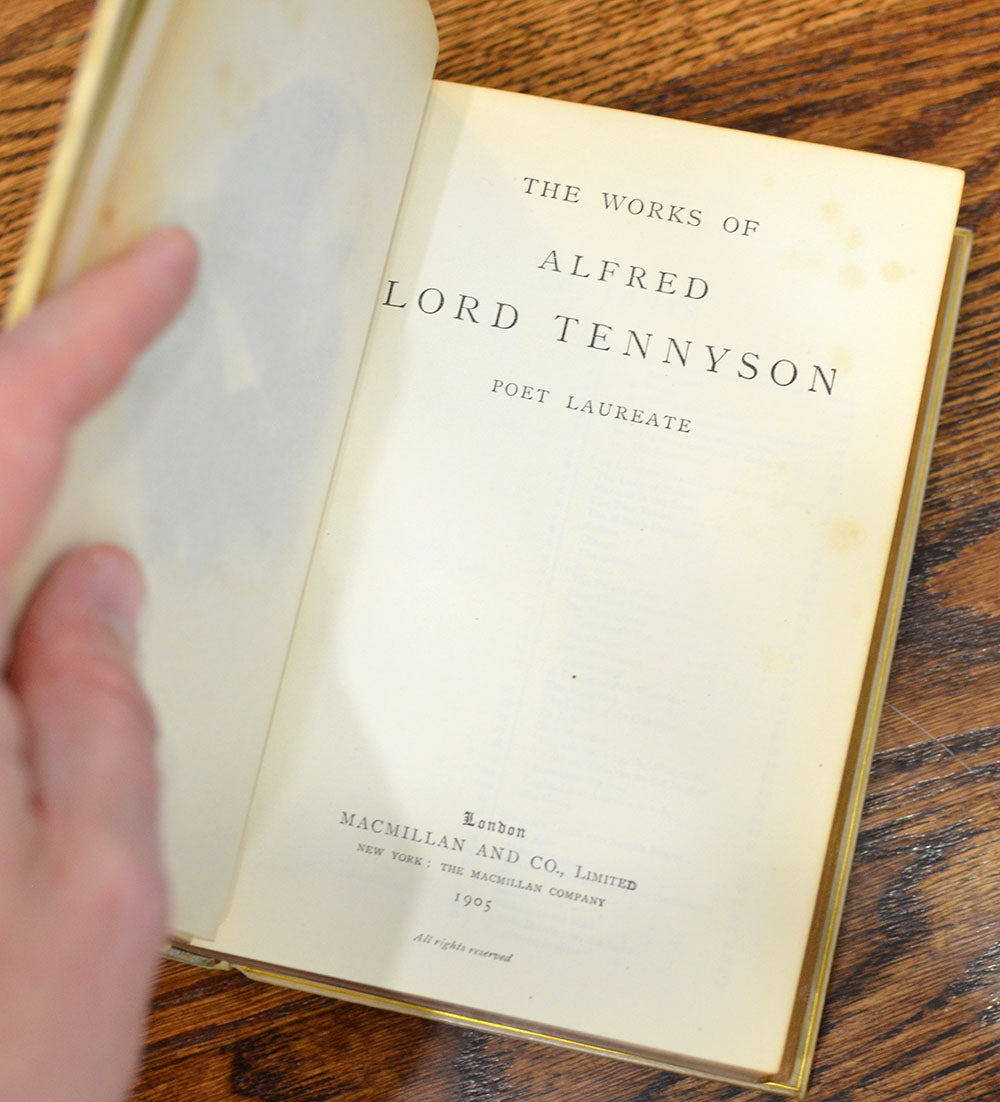 THE WORKS OF
ALFRED
LORD TENNYSON
POET LAUREATE
London
MACMILLAN AND CO., LIMITED
NEW YORK: THE MACMILLAN COMPANY
1905
All rights reserved